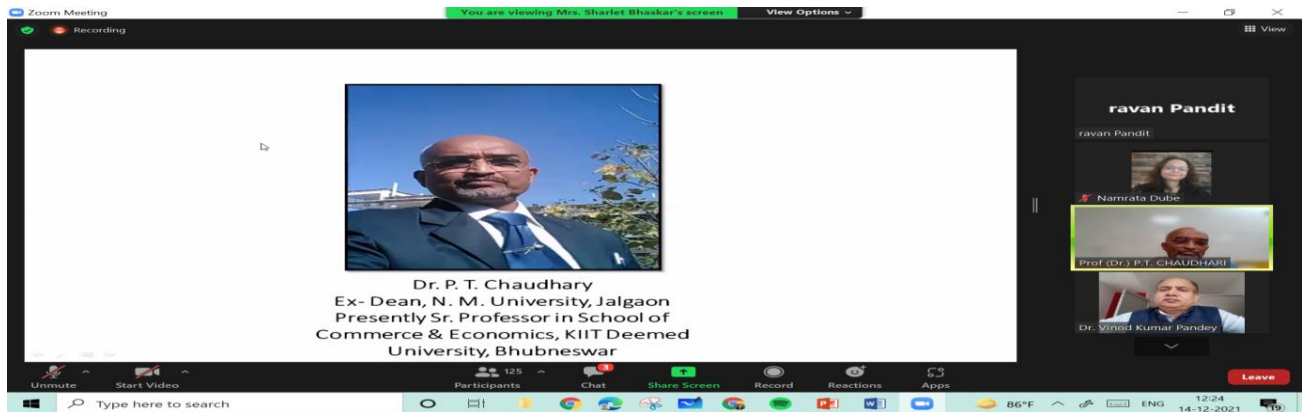 Zoom Meeting
You are viewing Mrs. Sharlet Bhaskar's screen
View Options
Recording
View
ravan Pandit
ravan Pandit
Namrata Dube
Prof (Dr.) P.T. CHAUDHARI
Dr. Vinod Kumar Pandey
Dr. P. T. Chaudhary
Ex- Dean, N. M. University, Jalgaon
Presently Sr. Professor in School of
Commerce & Economics, KIIT Deemed
University, Bhubneswar
Unmute
Start Video
Participants
125
Chat
3
Share Screen
Record
Reactions
Apps
Leave
Type here to search
86°F
ENG
12:24
14-12-2021
19